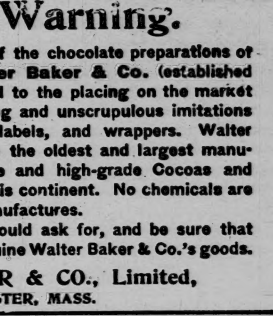 Warning.
f the chocolate preparations of
er Baker & Co. (established
l to the placing on the market
g and unscrupulous imitations
labels, and wrappers. Walter
the oldest and largest manu-
e and high-grade Cocoas and
is continent. No chemicals are
nufactures.
ould ask for, and be sure that
uine Walter Baker & Co.'s goods.
R & CO., Limited,
STER, MASS.